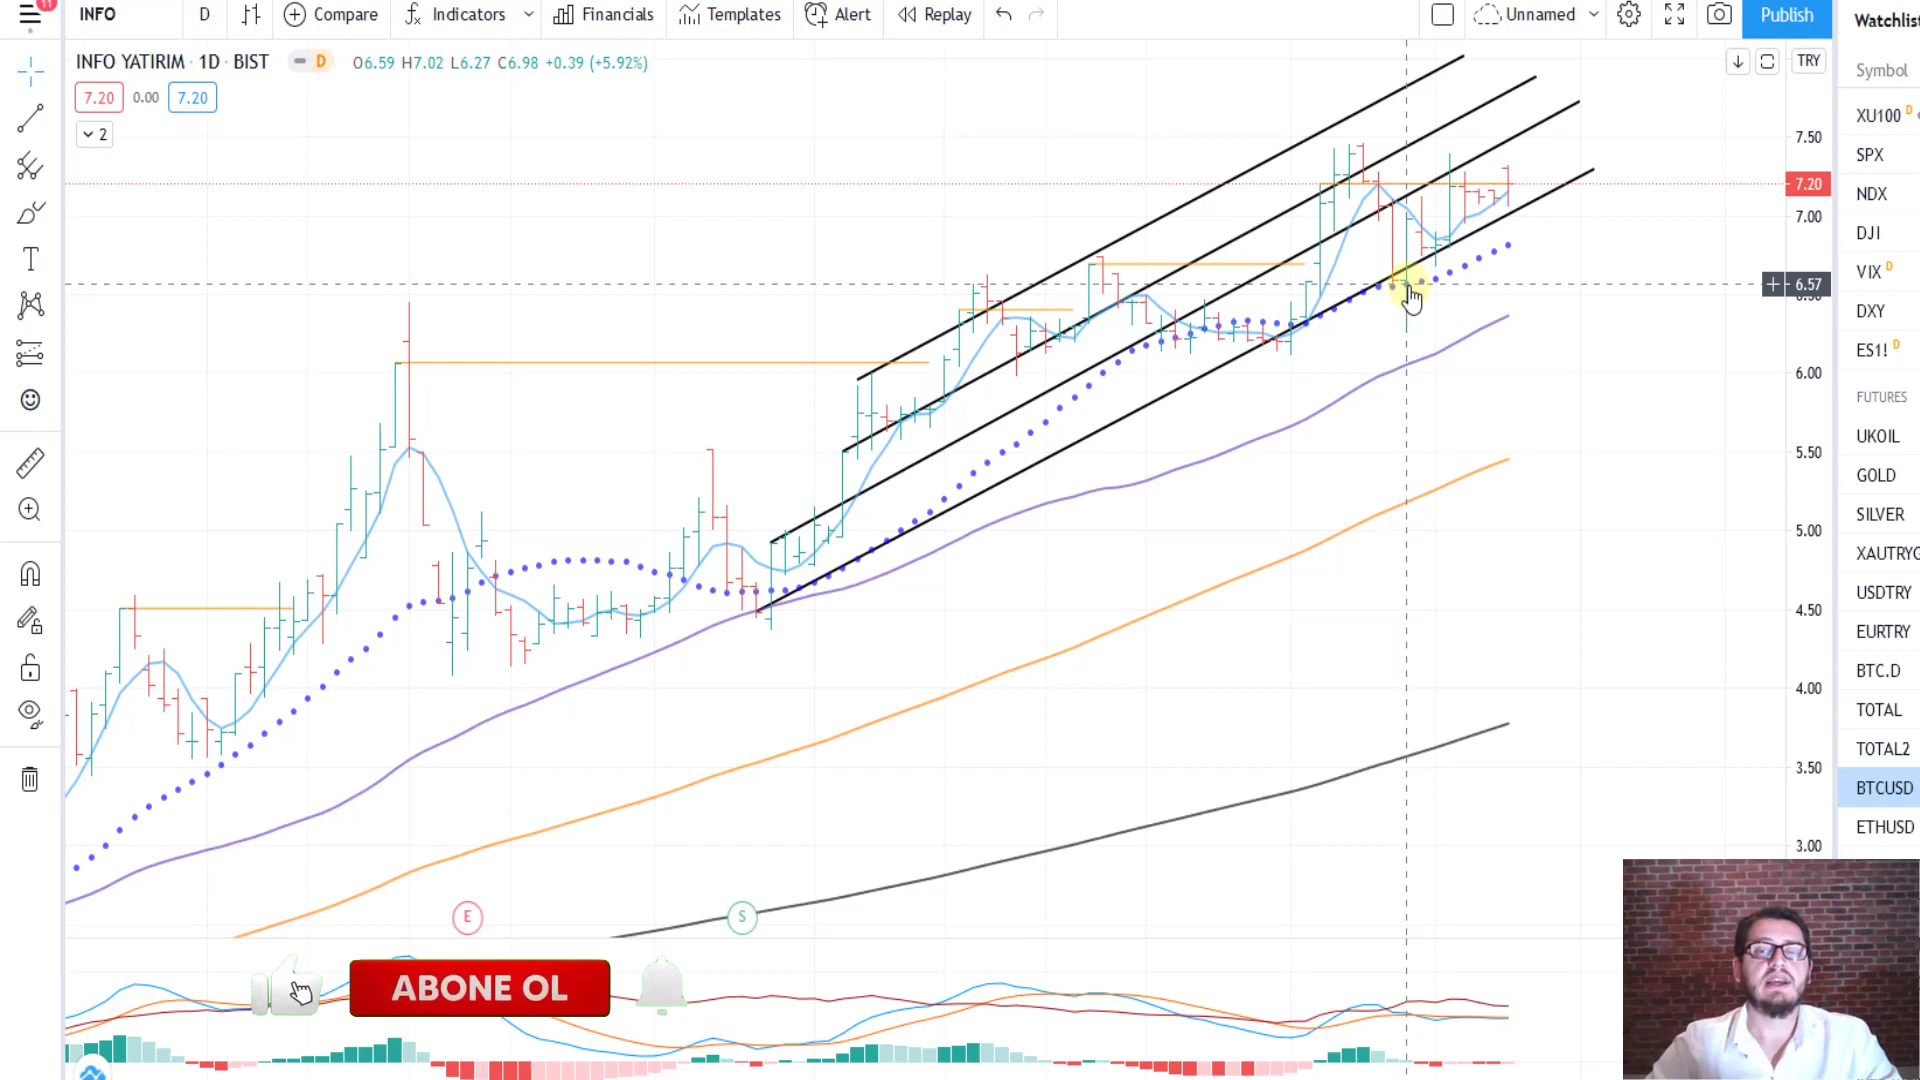 11
INFO
D
Compare
Indicators
Financials
Templates
Alert
Replay
Unnamed
Publish
Watchlist
INFO YATIRIM · 1D · BIST
D
O6.59 H7.02 L6.27 C6.98 +0.39 (+5.92%)
TRY
Symbol
7.20 0.00 7.20
2
XU100 D
7.50
SPX
7.20
NDX
7.00
DJI
VIX D
6.57
DXY
ES1! D
6.00
FUTURES
UKOIL
5.50
GOLD
SILVER
5.00
XAUTRYG
USDTRY
4.50
EURTRY
BTC.D
4.00
TOTAL
TOTAL2
3.50
BTCUSD
ETHUSD
3.00
E
S
ABONE OL